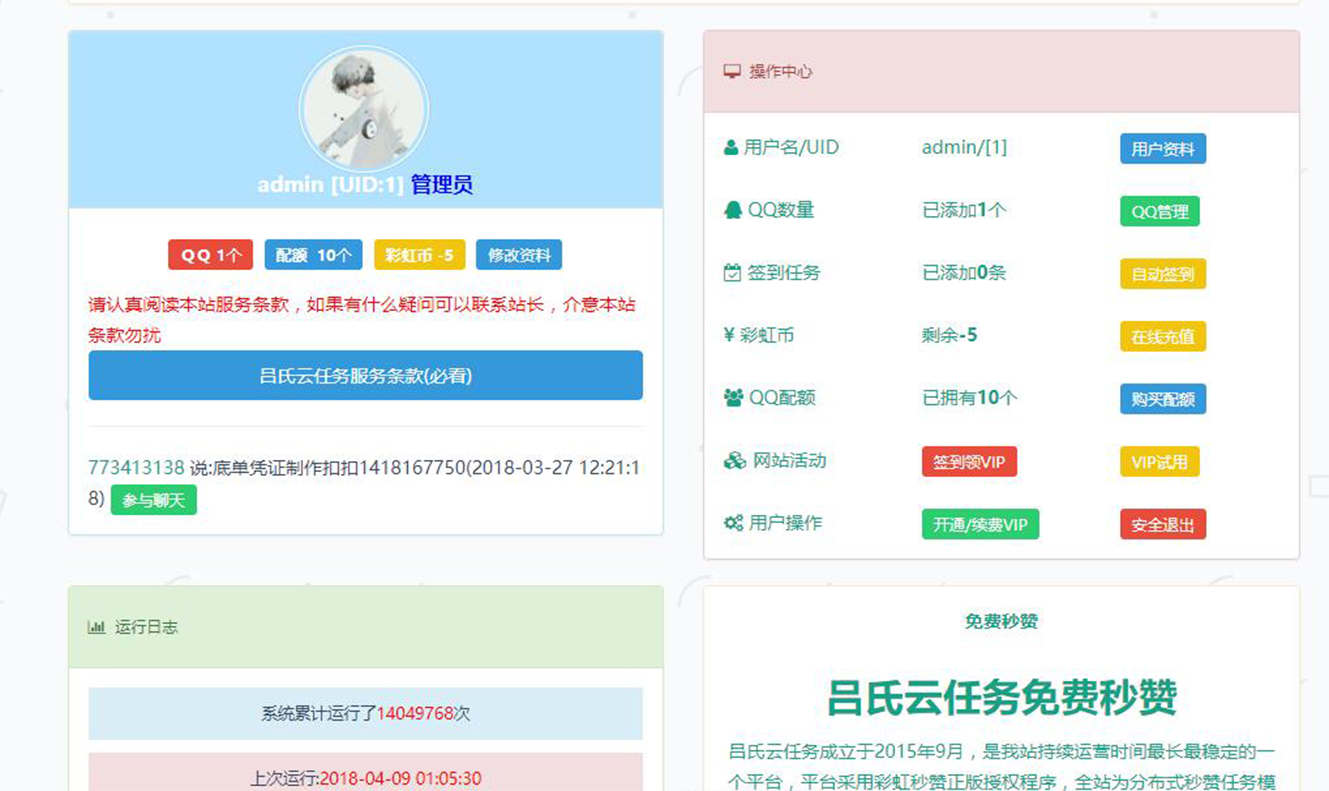 admin [UID:1] 管理员
QQ 1个 配额 10个 彩虹币 -5 修改资料
请认真阅读本站服务条款，如果有什么疑问可以联系站长，介意本站
条款勿扰
吕氏云任务服务条款(必看)
773413138 说:底单凭证制作扣扣1418167750(2018-03-27 12:21:1
8) 参与聊天
操作中心
用户名/UID admin/[1] 用户资料
QQ数量 已添加1个 QQ管理
签到任务 已添加0条 自动签到
¥ 彩虹币 剩余-5 在线充值
QQ配额 已拥有10个 购买配额
网站活动 签到领VIP VIP试用
用户操作 开通/续费VIP 安全退出
运行日志
系统累计运行了14049768次
上次运行:2018-04-09 01:05:30
免费秒赞
吕氏云任务免费秒赞
吕氏云任务成立于2015年9月，是我站持续运营时间最长最稳定的一
个平台，平台采用彩虹秒赞正版授权程序，全站为分布式秒赞任务模